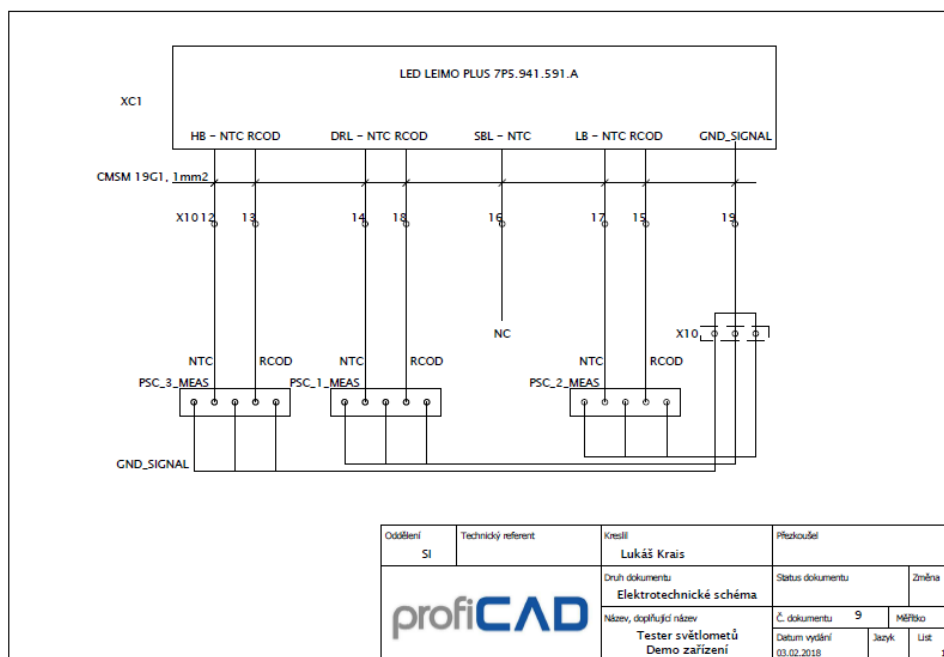 LED LEIMO PLUS 7P5.941.591.A
XC1
HB - NTC RCOD DRL - NTC RCOD SBL - NTC LB - NTC RCOD GND_SIGNAL
CMSM 19G1, 1mm2
X10 12 13 14 18 16 17 15 19
NC X10
NTC RCOD NTC RCOD NTC RCOD
PSC_3_MEAS PSC_1_MEAS PSC_2_MEAS
GND_SIGNAL
Oddělení Technický referent Kreslil Přezkoušel
SI Lukáš Krais
Druh dokumentu Status dokumentu Změna
Elektrotechnické schéma
profiCAD
Název, doplňující název Č. dokumentu 9 Měřítko
Tester světlometů
Demo zařízení
Datum vydání Jazyk List
03.02.2018 1